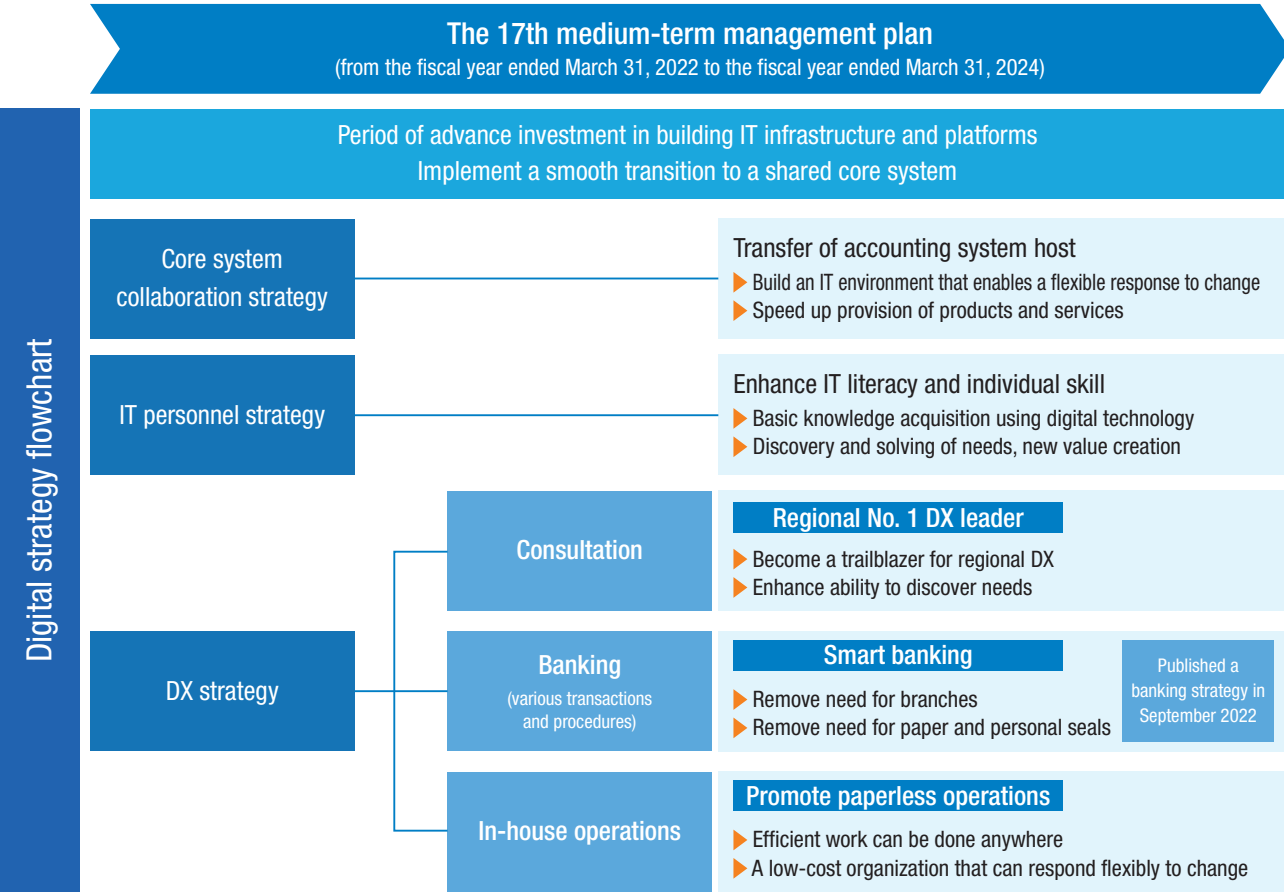 The 17th medium-term management plan
(from the fiscal year ended March 31, 2022 to the fiscal year ended March 31, 2024)
Digital strategy flowchart
Period of advance investment in building IT infrastructure and platforms
Implement a smooth transition to a shared core system
Core system
collaboration strategy
Transfer of accounting system host
Build an IT environment that enables a flexible response to change
Speed up provision of products and services
IT personnel strategy
Enhance IT literacy and individual skill
Basic knowledge acquisition using digital technology
Discovery and solving of needs, new value creation
DX strategy
Consultation
Regional No. 1 DX leader
Become a trailblazer for regional DX
Enhance ability to discover needs
Banking
(various transactions
and procedures)
Smart banking
Remove need for branches
Remove need for paper and personal seals
Published a
banking strategy in
September 2022
In-house operations
Promote paperless operations
Efficient work can be done anywhere
A low-cost organization that can respond flexibly to change